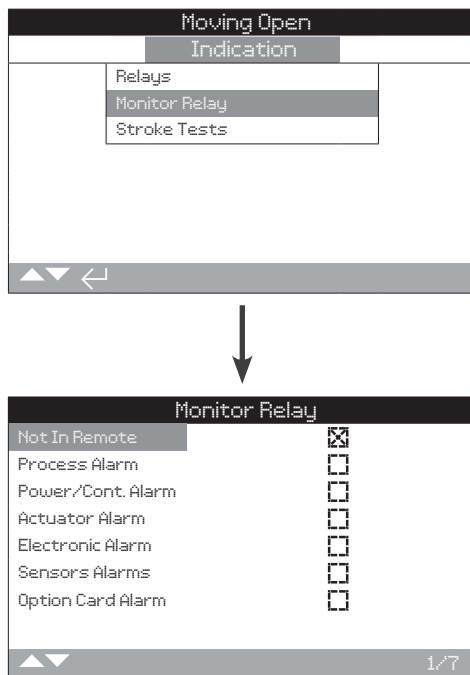 Moving Open
Indication
Relays
Monitor Relay
Stroke Tests
Monitor Relay
Not In Remote
Process Alarm
Power/Cont. Alarm
Actuator Alarm
Electronic Alarm
Sensors Alarms
Option Card Alarm
1/7